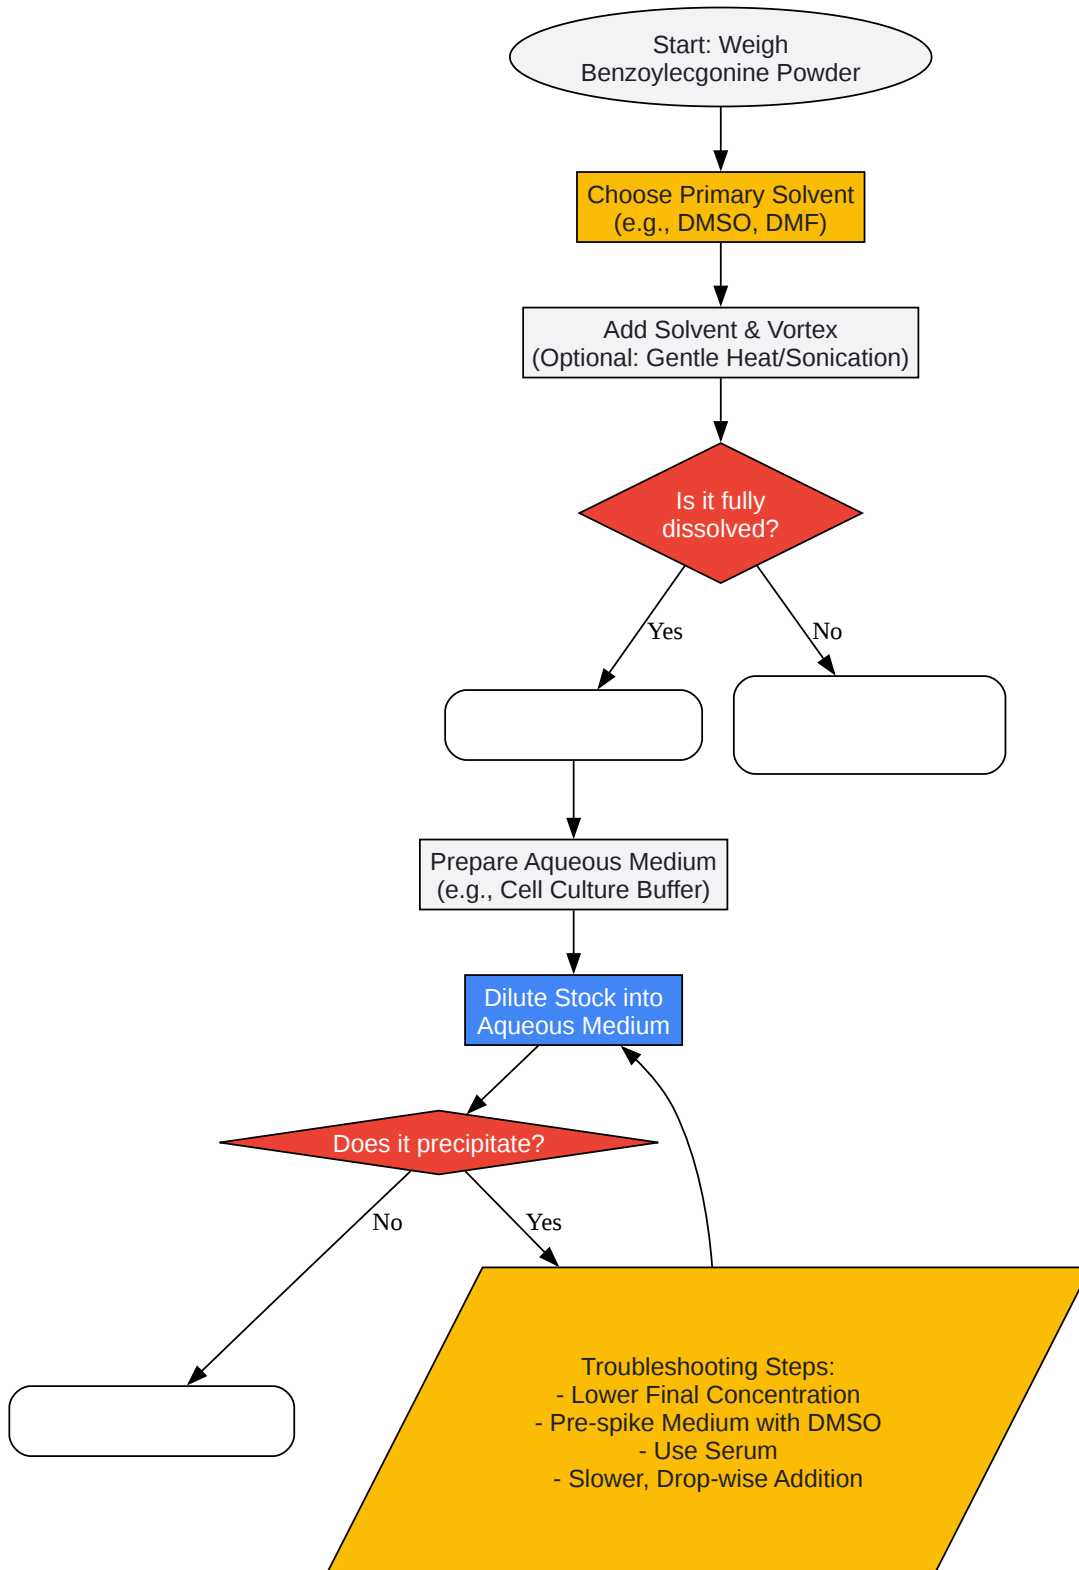 Start: Weigh
Benzoylecgonine Powder
Choose Primary Solvent
(e.g., DMSO, DMF)
Add Solvent & Vortex
(Optional: Gentle Heat/Sonication)
Is it fully
dissolved?
Yes
No
Prepare Aqueous Medium
(e.g., Cell Culture Buffer)
Dilute Stock into
Aqueous Medium
Does it precipitate?
No
Yes
Troubleshooting Steps:
- Lower Final Concentration
- Pre-spike Medium with DMSO
- Use Serum
- Slower, Drop-wise Addition